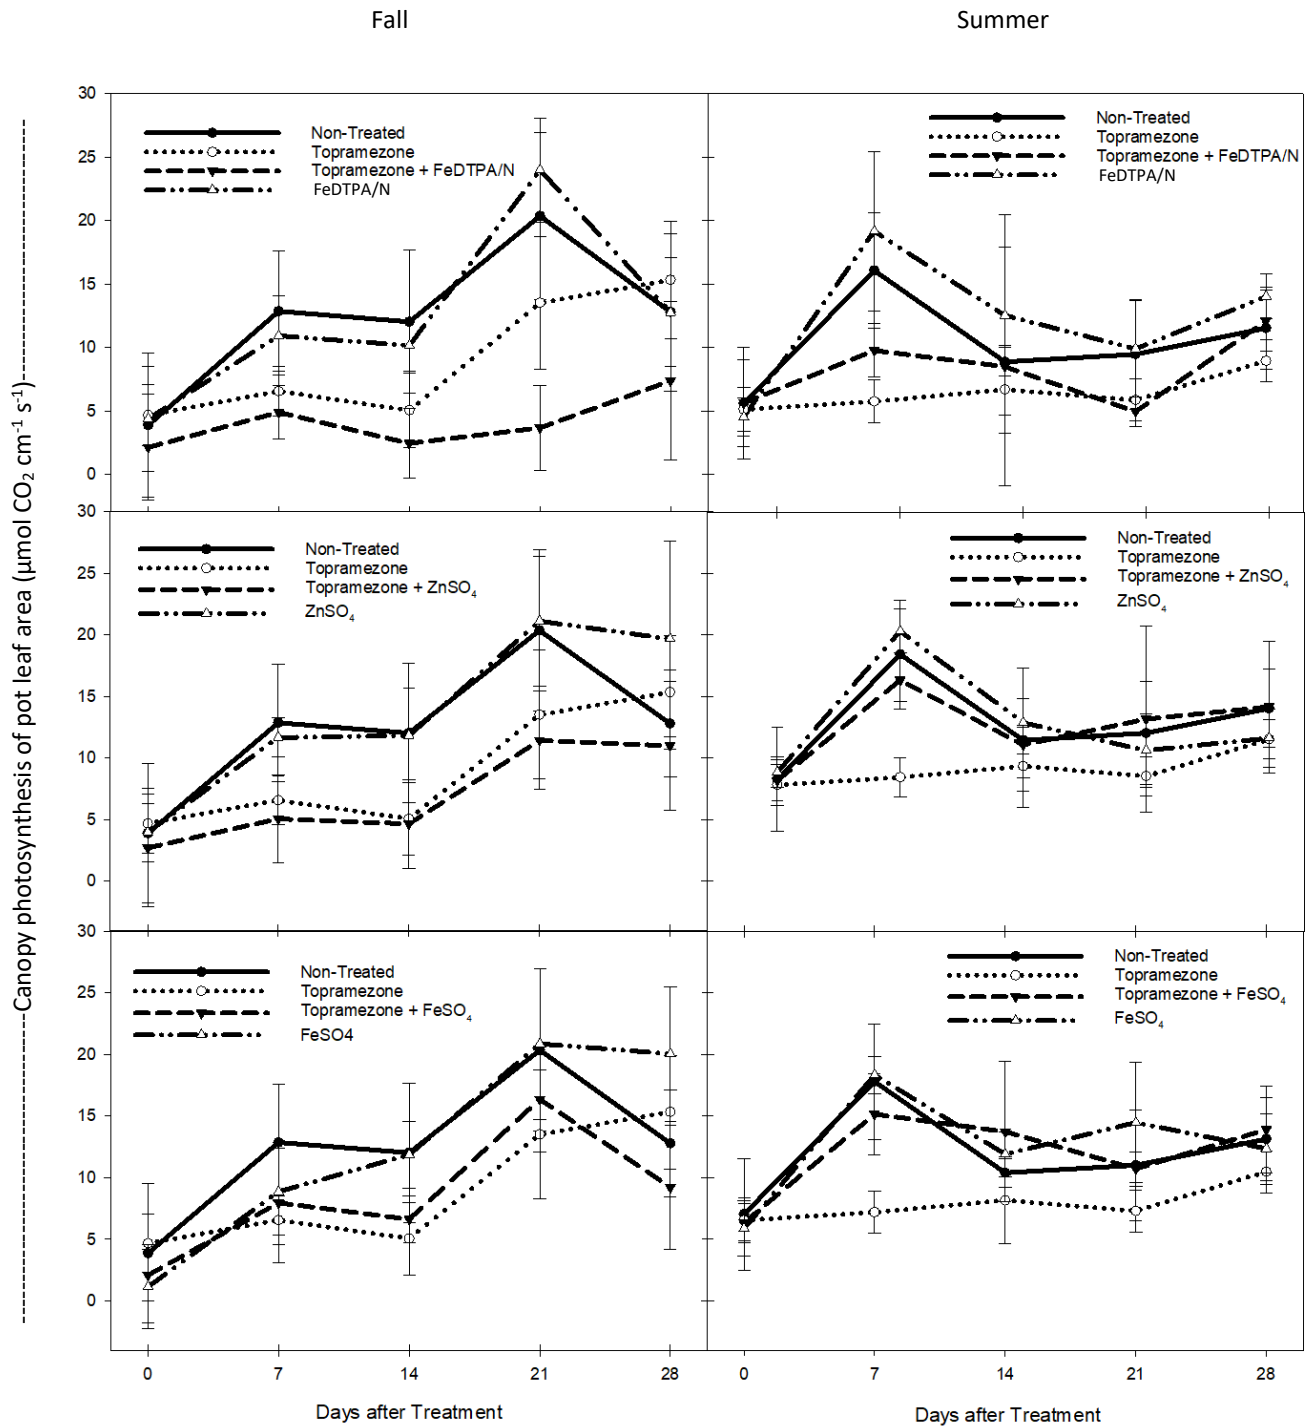 Fall
Summer
Canopy photosynthesis of pot leaf area (µmol CO₂ cm⁻¹ s⁻¹)
30
25
20
15
10
5
0
Non-Treated
Topramezone
Topramezone + FeDTPA/N
FeDTPA/N
Non-Treated
Topramezone
Topramezone + FeDTPA/N
FeDTPA/N
30
25
20
15
10
5
0
Non-Treated
Topramezone
Topramezone + ZnSO₄
ZnSO₄
Non-Treated
Topramezone
Topramezone + ZnSO₄
ZnSO₄
30
25
20
15
10
5
0
Non-Treated
Topramezone
Topramezone + FeSO₄
FeSO4
Non-Treated
Topramezone
Topramezone + FeSO₄
FeSO₄
0 7 14 21 28
0 7 14 21 28
Days after Treatment
Days after Treatment